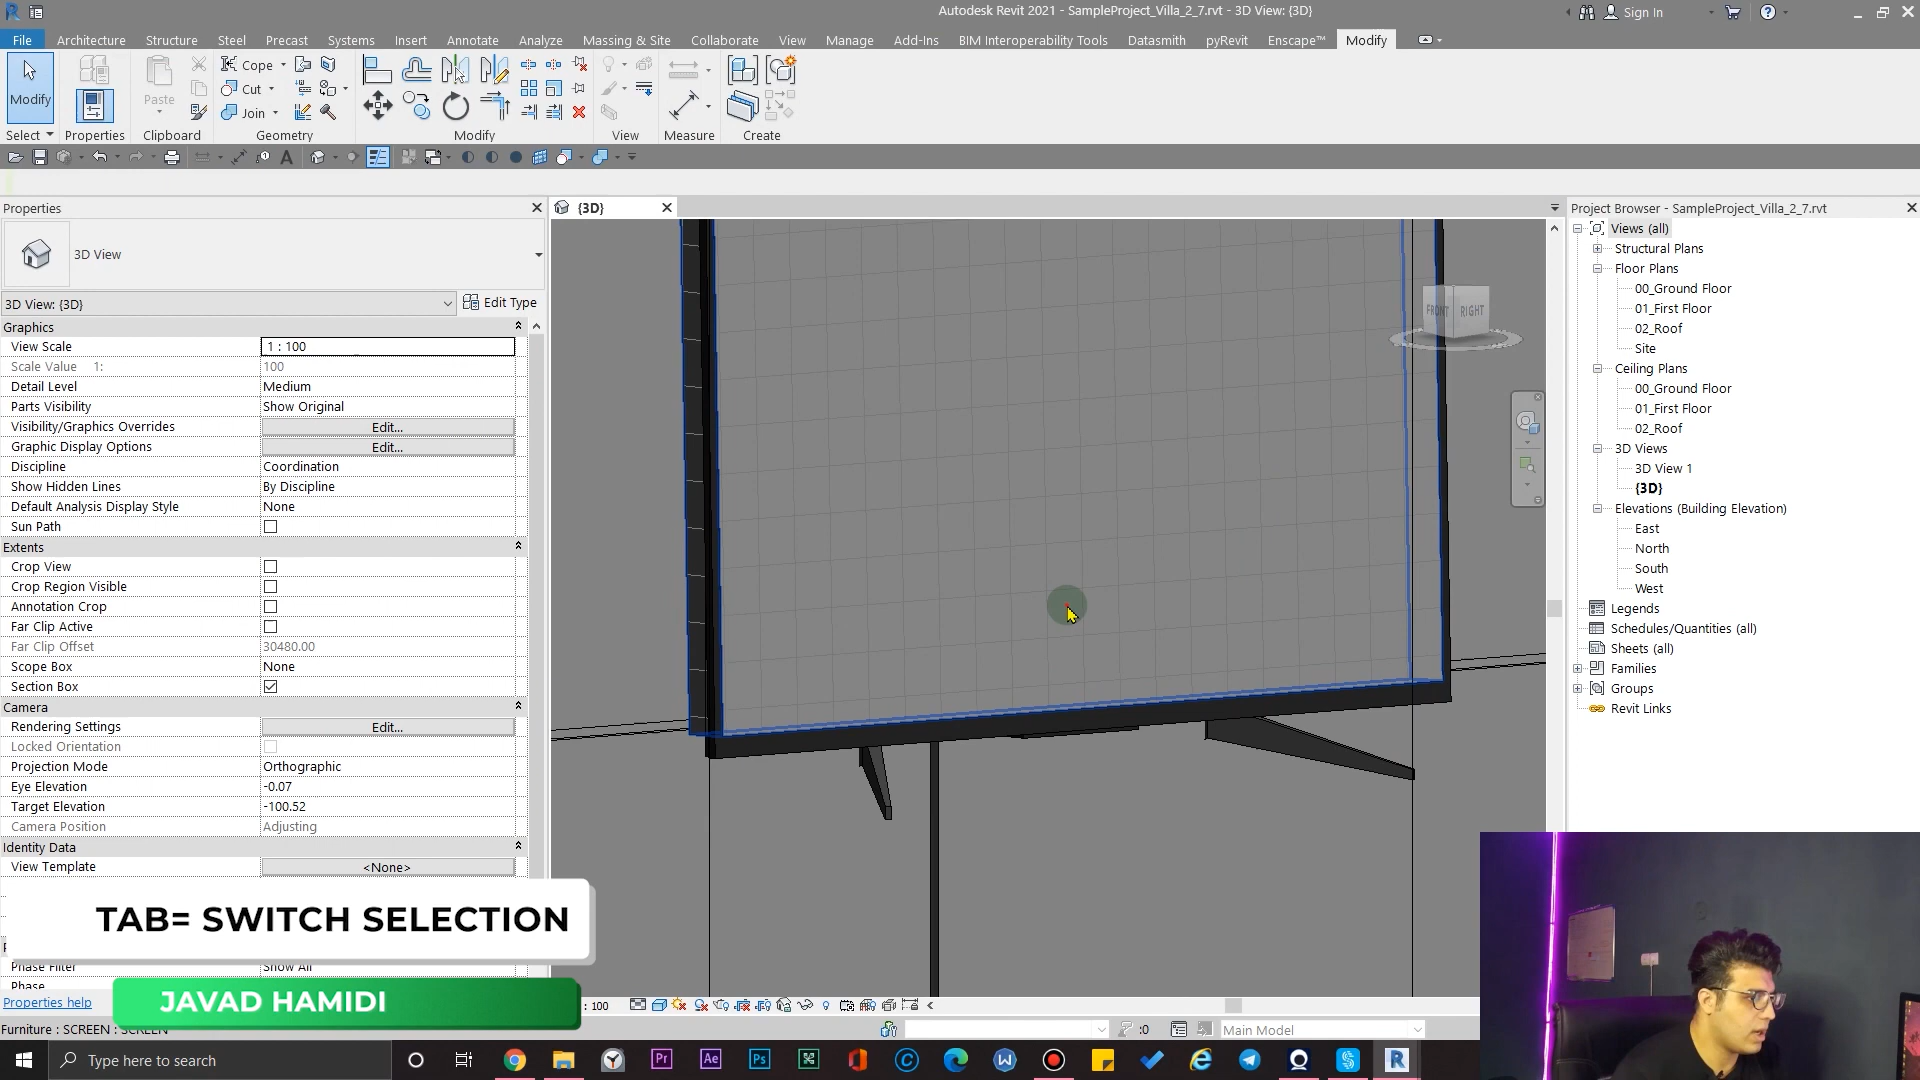 Autodesk Revit 2021 - SampleProject_Villa_2_7.rvt - 3D View: {3D}
Sign In
File Architecture Structure Steel Precast Systems Insert Annotate Analyze Massing & Site Collaborate View Manage Add-Ins BIM Interoperability Tools Datasmith pyRevit Enscape™ Modify
Modify
Paste
Cope
Cut
Join
Select Properties Clipboard Geometry Modify View Measure Create
Properties
{3D}
Project Browser - SampleProject_Villa_2_7.rvt
3D View
3D View: {3D}
Edit Type
Graphics
View Scale 1 : 100
Scale Value 1: 100
Detail Level Medium
Parts Visibility Show Original
Visibility/Graphics Overrides Edit...
Graphic Display Options Edit...
Discipline Coordination
Show Hidden Lines By Discipline
Default Analysis Display Style None
Sun Path
Extents
Crop View
Crop Region Visible
Annotation Crop
Far Clip Active
Far Clip Offset 30480.00
Scope Box None
Section Box
Camera
Rendering Settings Edit...
Locked Orientation
Projection Mode Orthographic
Eye Elevation -0.07
Target Elevation -100.52
Camera Position Adjusting
Identity Data
View Template <None>
Phase Filter Show All
Phase
Properties help
FRONT RIGHT
Views (all)
Structural Plans
Floor Plans
00_Ground Floor
01_First Floor
02_Roof
Site
Ceiling Plans
00_Ground Floor
01_First Floor
02_Roof
3D Views
3D View 1
{3D}
Elevations (Building Elevation)
East
North
South
West
Legends
Schedules/Quantities (all)
Sheets (all)
Families
Groups
Revit Links
TAB= SWITCH SELECTION
JAVAD HAMIDI
: 100
Furniture : SCREEN : SCREEN
:0
Main Model
Type here to search